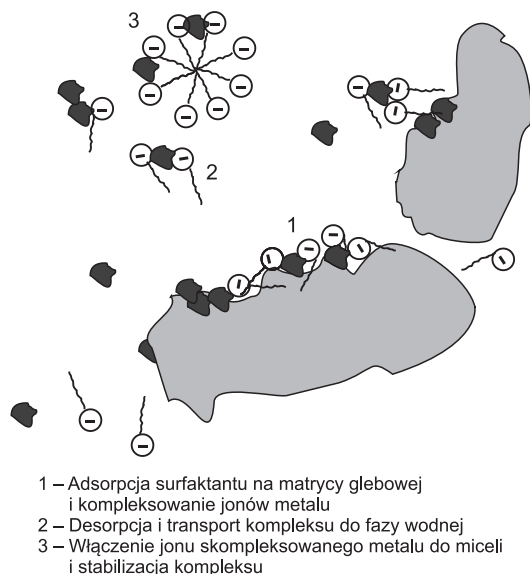 3
2
1
1 – Adsorpcja surfaktantu na matrycy glebowej
i kompleksowanie jonów metalu
2 – Desorpcja i transport kompleksu do fazy wodnej
3 – Włączenie jonu skompleksowanego metalu do miceli
i stabilizacja kompleksu